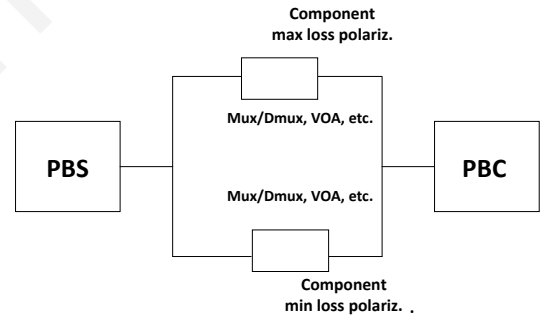 Component
max loss polariz.
Mux/Dmux, VOA, etc.
PBS
PBC
Mux/Dmux, VOA, etc.
Component
min loss polariz. .